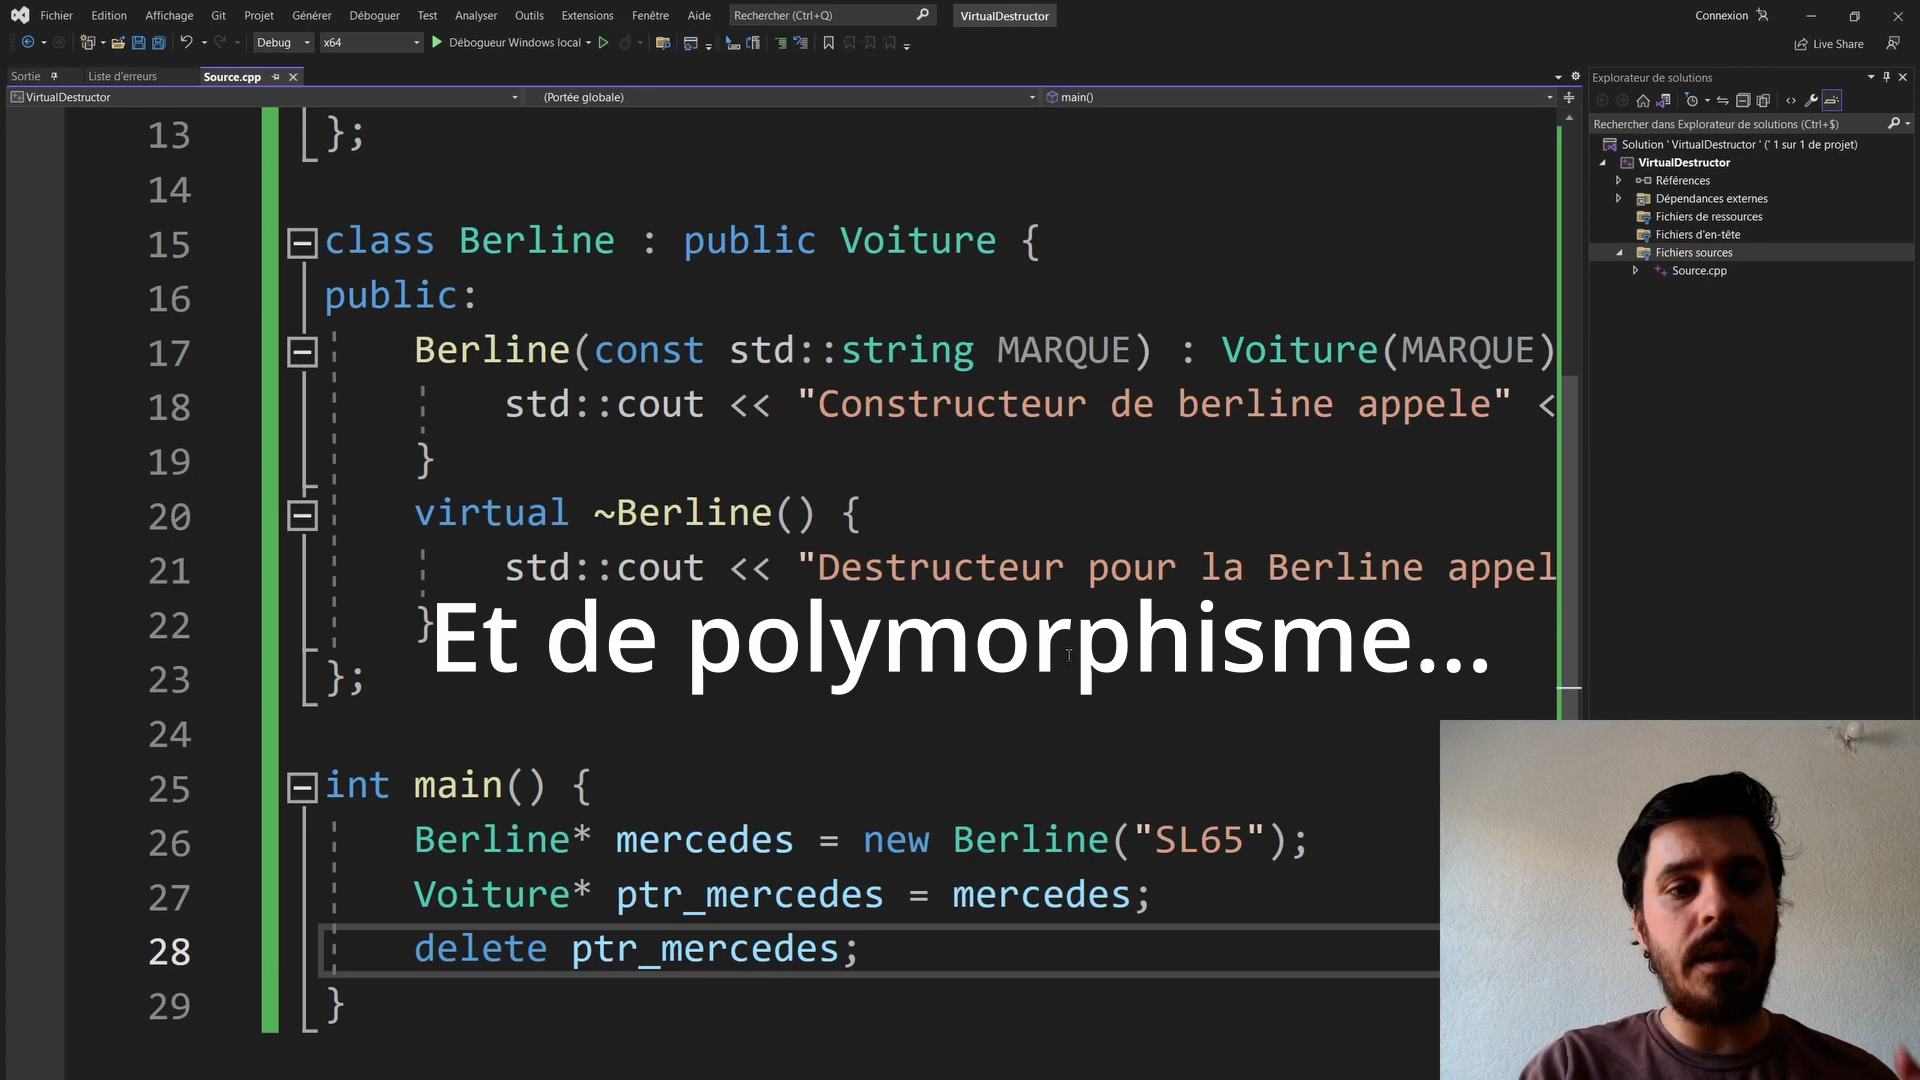 Fichier Edition Affichage Git Projet Générer Déboguer Test Analyser Outils Extensions Fenêtre Aide Rechercher (Ctrl+Q) VirtualDestructor Connexion
Debug x64 Débogueur Windows local Live Share
Sortie Liste d'erreurs Source.cpp Explorateur de solutions
VirtualDestructor (Portée globale) main()
Rechercher dans Explorateur de solutions (Ctrl+$)
Solution ' VirtualDestructor ' (' 1 sur 1 de projet)
VirtualDestructor
Références
Dépendances externes
Fichiers de ressources
Fichiers d'en-tête
Fichiers sources
Source.cpp
13 };
14
15 class Berline : public Voiture {
16 public:
17 Berline(const std::string MARQUE) : Voiture(MARQUE)
18 std::cout << "Constructeur de berline appele" <
19 }
20 virtual ~Berline() {
21 std::cout << "Destructeur pour la Berline appel
22 }
Et de polymorphisme...
23 };
24
25 int main() {
26 Berline* mercedes = new Berline("SL65");
27 Voiture* ptr_mercedes = mercedes;
28 delete ptr_mercedes;
29 }